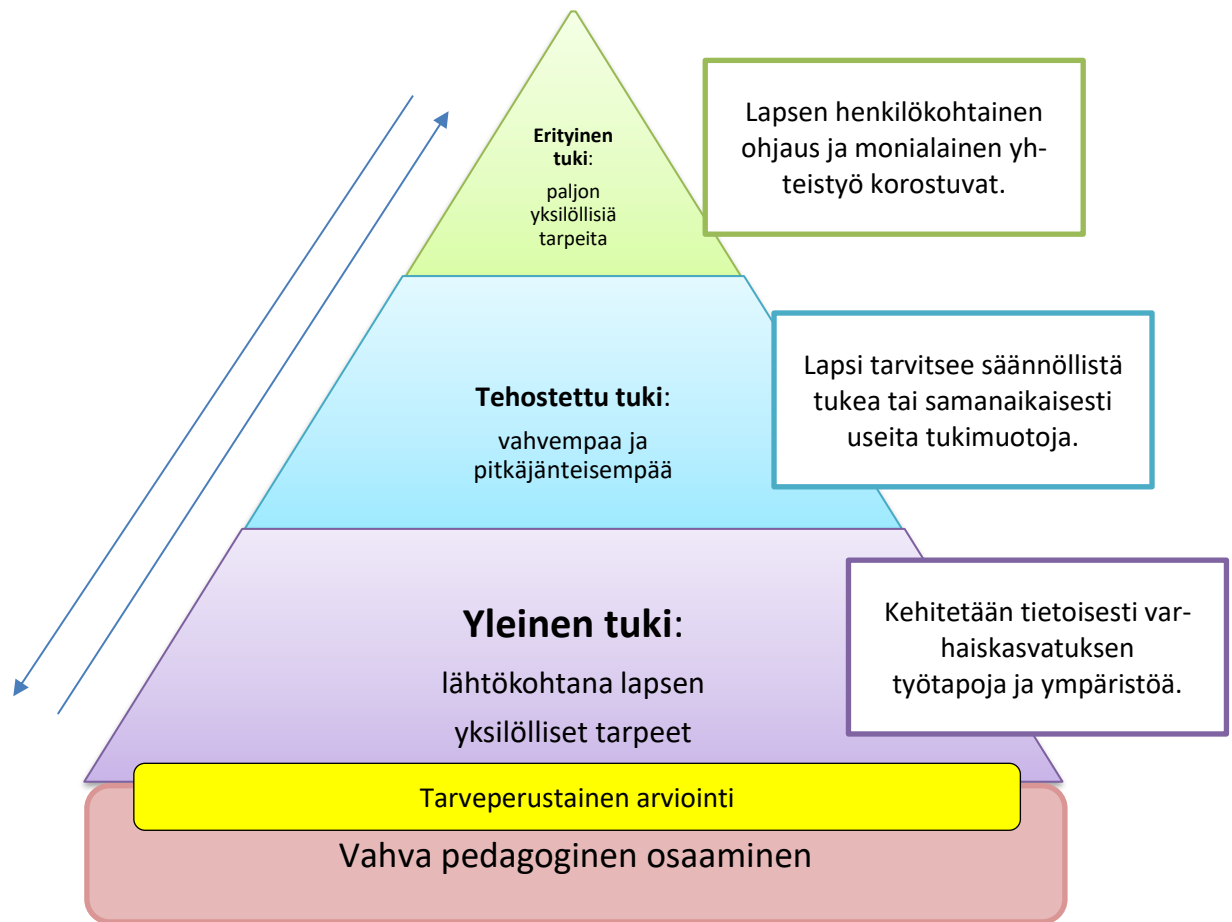 Erityinen
tuki:
paljon
yksilöllisiä
tarpeita
Lapsen henkilökohtainen
ohjaus ja monialainen yh-
teistyö korostuvat.
Tehostettu tuki:
vahvempaa ja
pitkäjänteisempää
Lapsi tarvitsee säännöllistä
tukea tai samanaikaisesti
useita tukimuotoja.
Yleinen tuki:
lähtökohtana lapsen
yksilölliset tarpeet
Kehitetään tietoisesti var-
haiskasvatuksen
työtapoja ja ympäristöä.
Tarveperustainen arviointi
Vahva pedagoginen osaaminen